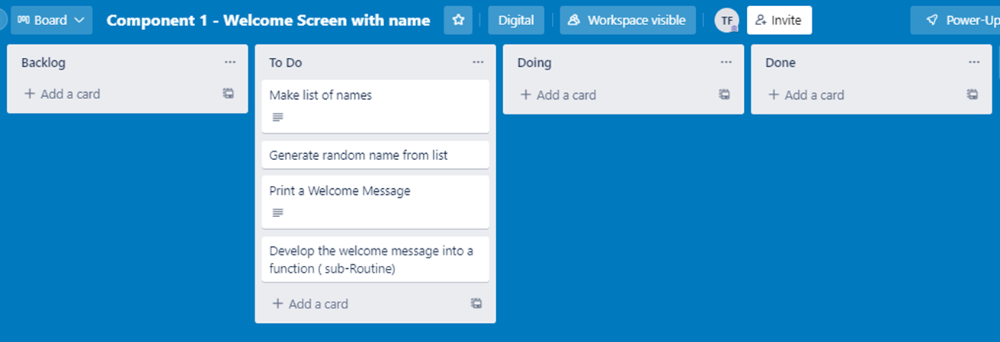 Board
Component 1 - Welcome Screen with name
Digital
Workspace visible
TF
Invite
Power-Up
Backlog
+ Add a card
To Do
Make list of names
Generate random name from list
Print a Welcome Message
Develop the welcome message into a
function ( sub-Routine)
+ Add a card
Doing
+ Add a card
Done
+ Add a card